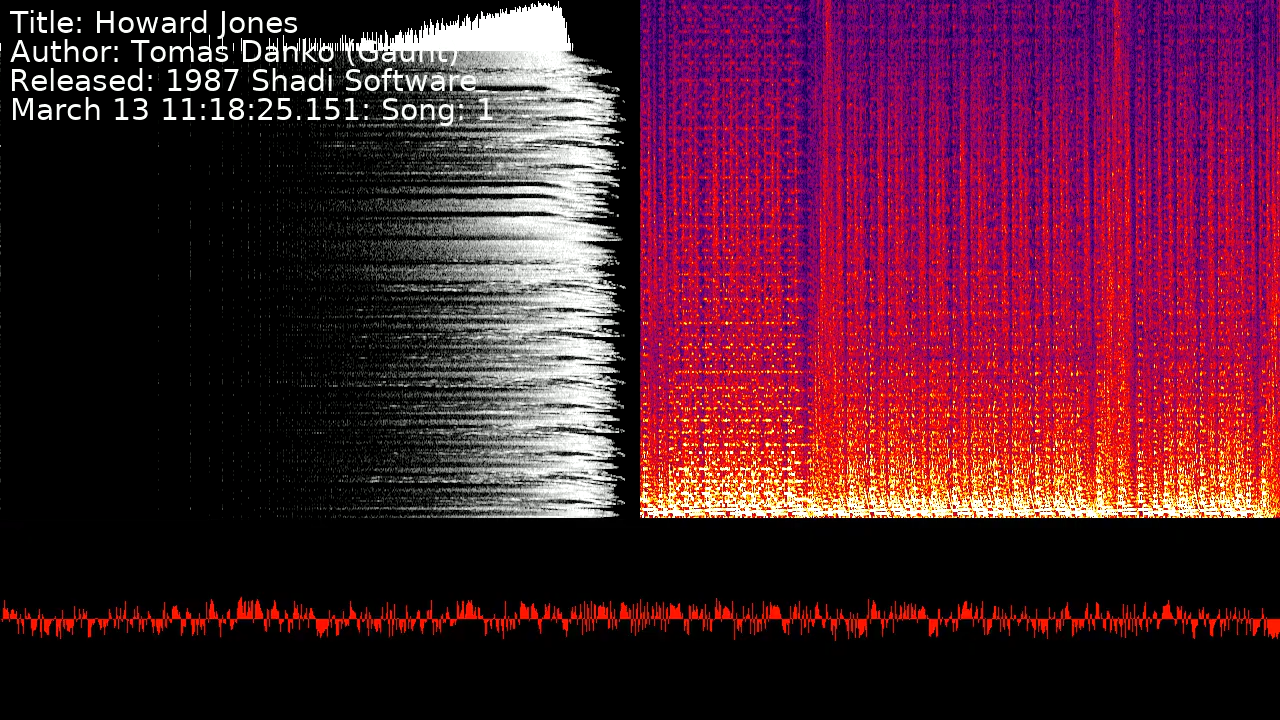 Title: Howard Jones
Author: Tomas Danko (Gaunt)
Released: 1987 Shadi Software
March 13 11:18:25.151: Song: 1